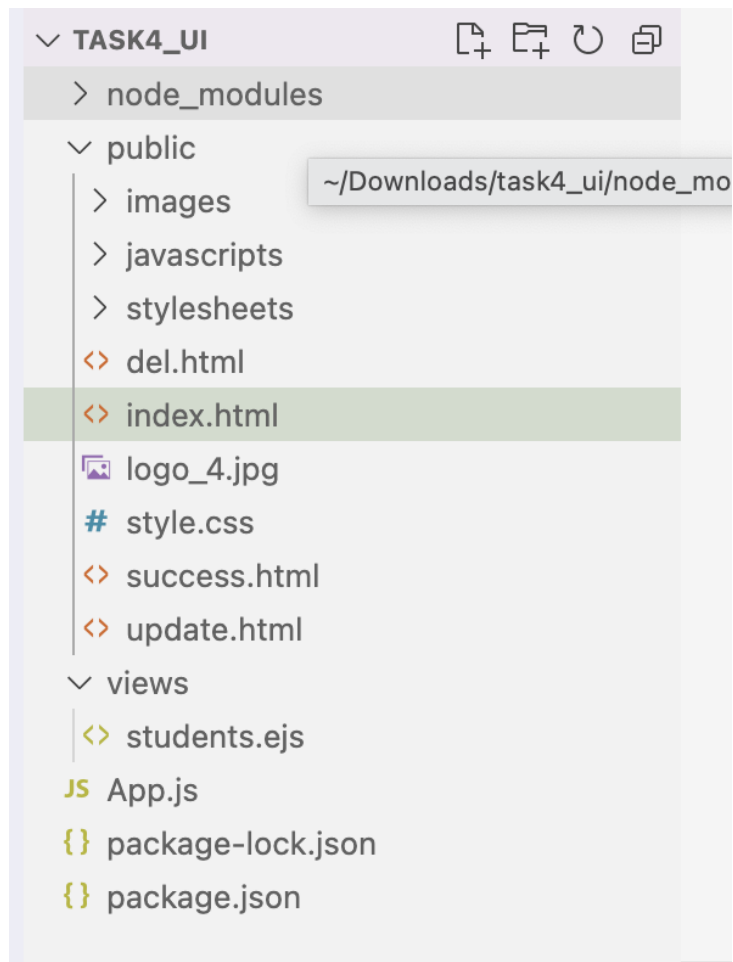 TASK4_UI
node_modules
public
~/Downloads/task4_ui/node_mo
images
javascripts
stylesheets
<> del.html
<> index.html
logo_4.jpg
# style.css
<> success.html
<> update.html
views
<> students.ejs
JS App.js
{} package-lock.json
{} package.json